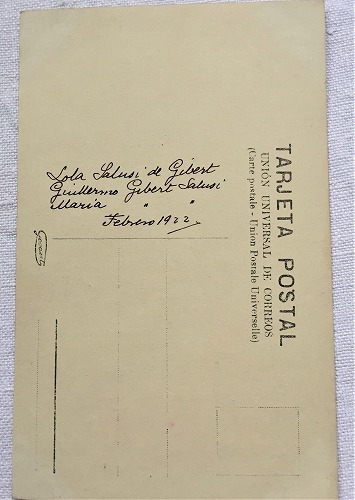 Lola Salusi de Gibert
Guillermo Gibert Salusi
Maria " "
Febrero 1922.
TARJETA POSTAL
UNIÓN UNIVERSAL DE CORREOS
(Carte postale - Union Postale Universelle)